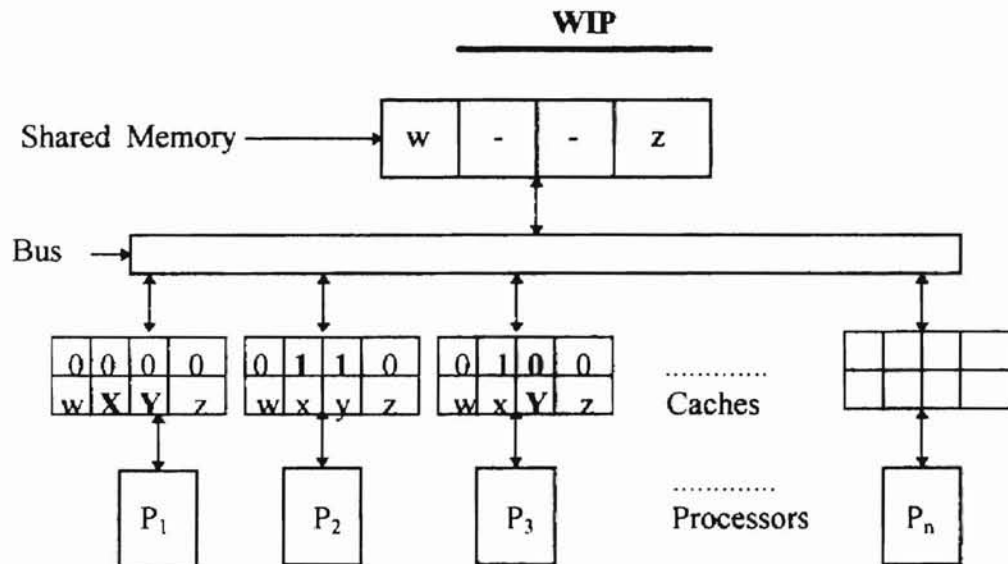 WIP
Shared Memory w - - z
Bus
0 0 0 0 0 1 1 0 0 1 0 0
w X Y z w x y z w x Y z Caches
P1 P2 P3 Processors Pn